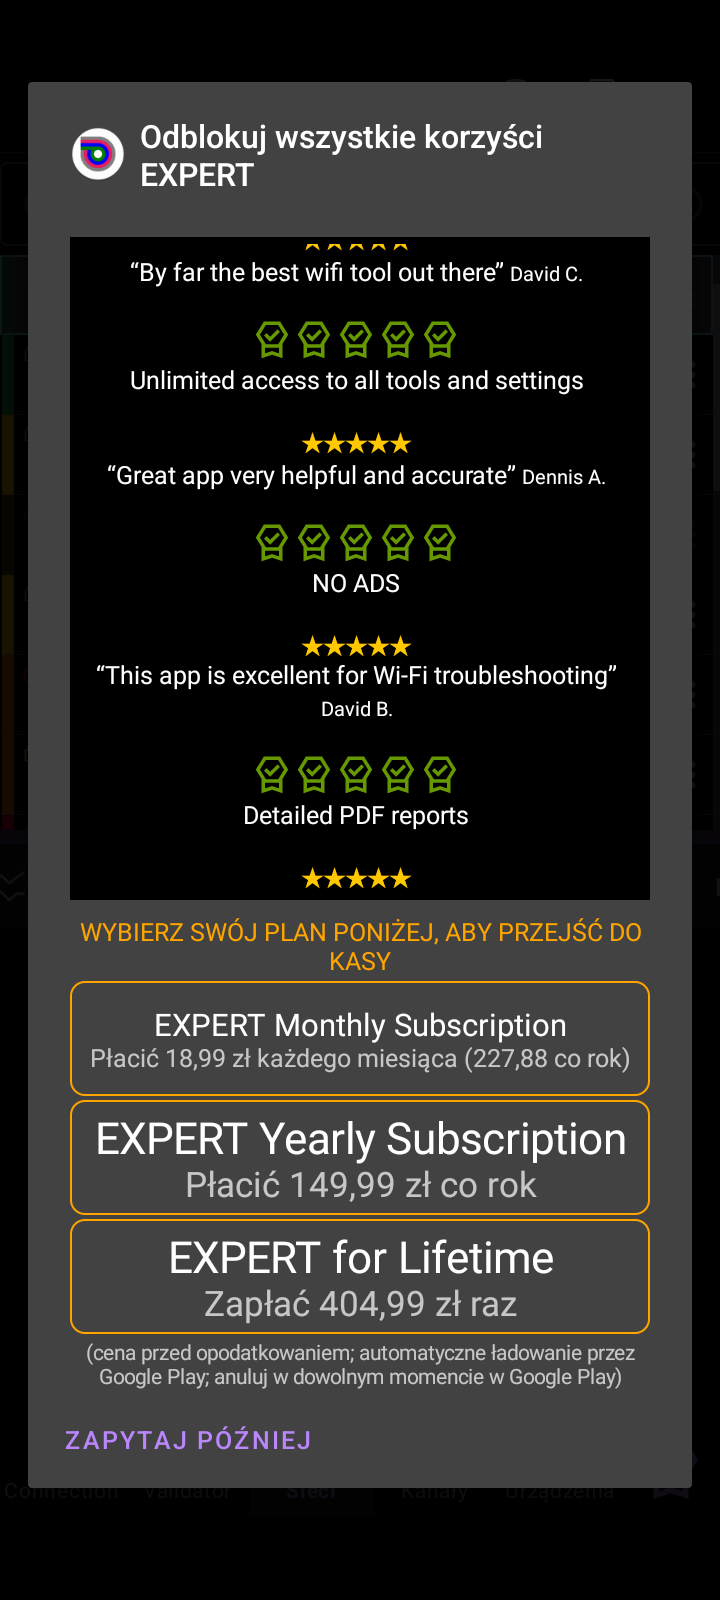 Odblokuj wszystkie korzyści
EXPERT
“By far the best wifi tool out there” David C.
Unlimited access to all tools and settings
“Great app very helpful and accurate” Dennis A.
NO ADS
“This app is excellent for Wi-Fi troubleshooting”
David B.
Detailed PDF reports
WYBIERZ SWÓJ PLAN PONIŻEJ, ABY PRZEJŚĆ DO
KASY
EXPERT Monthly Subscription
Płacić 18,99 zł każdego miesiąca (227,88 co rok)
EXPERT Yearly Subscription
Płacić 149,99 zł co rok
EXPERT for Lifetime
Zapłać 404,99 zł raz
(cena przed opodatkowaniem; automatyczne ładowanie przez
Google Play; anuluj w dowolnym momencie w Google Play)
ZAPYTAJ PÓŹNIEJ
Connection Validator Sieci Kanały Urządzenia